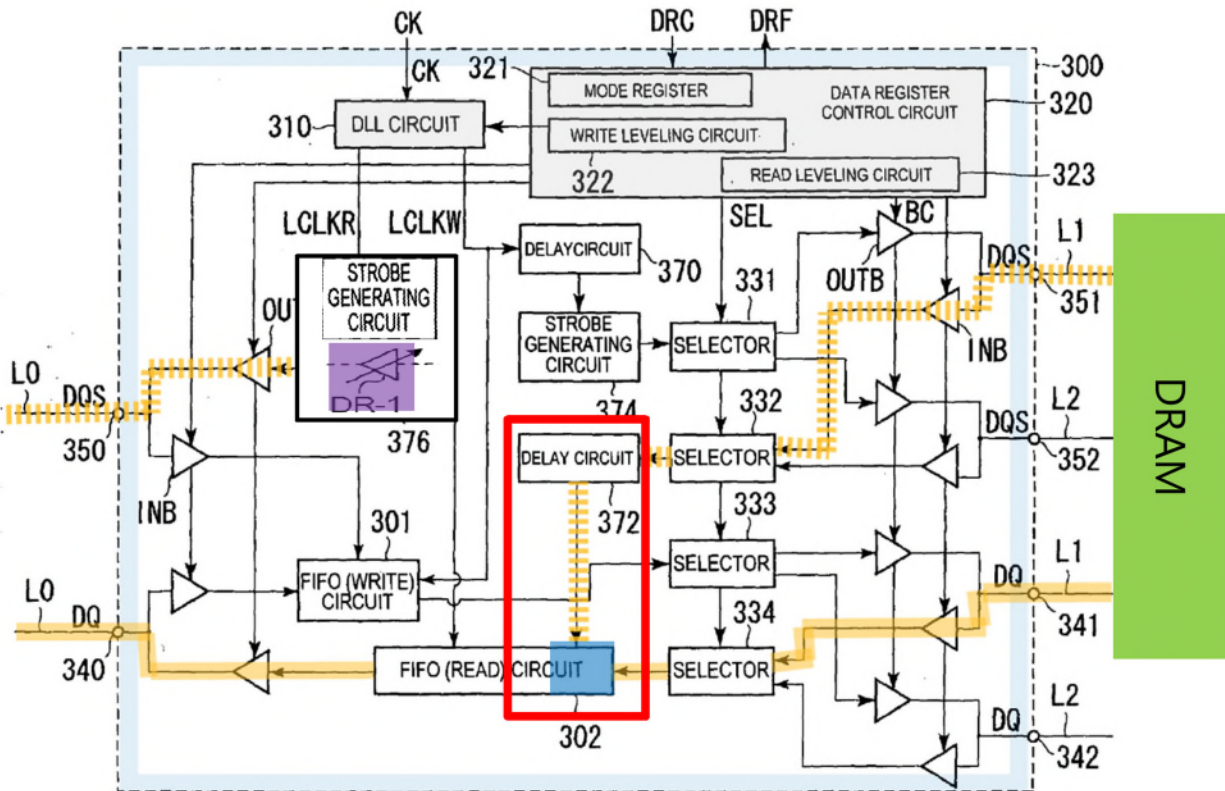 CK
DRC
DRF
CK
321
MODE REGISTER
DATA REGISTER
CONTROL CIRCUIT
300
320
310
DLL CIRCUIT
WRITE LEVELING CIRCUIT
322
READ LEVELING CIRCUIT
323
LCLKR
LCLKW
SEL
BC
L1
DELAYCIRCUIT
370
DQS
351
STROBE
GENERATING
CIRCUIT
OUTB
331
OU
STROBE
GENERATING
CIRCUIT
SELECTOR
INB
L0
DQS
350
DR-1
376
374
332
L2
DQS
352
DELAY CIRCUIT
SELECTOR
372
DRAM
INB
301
333
FIFO (WRITE)
CIRCUIT
SELECTOR
L1
DQ
341
L0
DQ
340
334
FIFO (READ) CIRCUIT
SELECTOR
302
L2
DQ
342